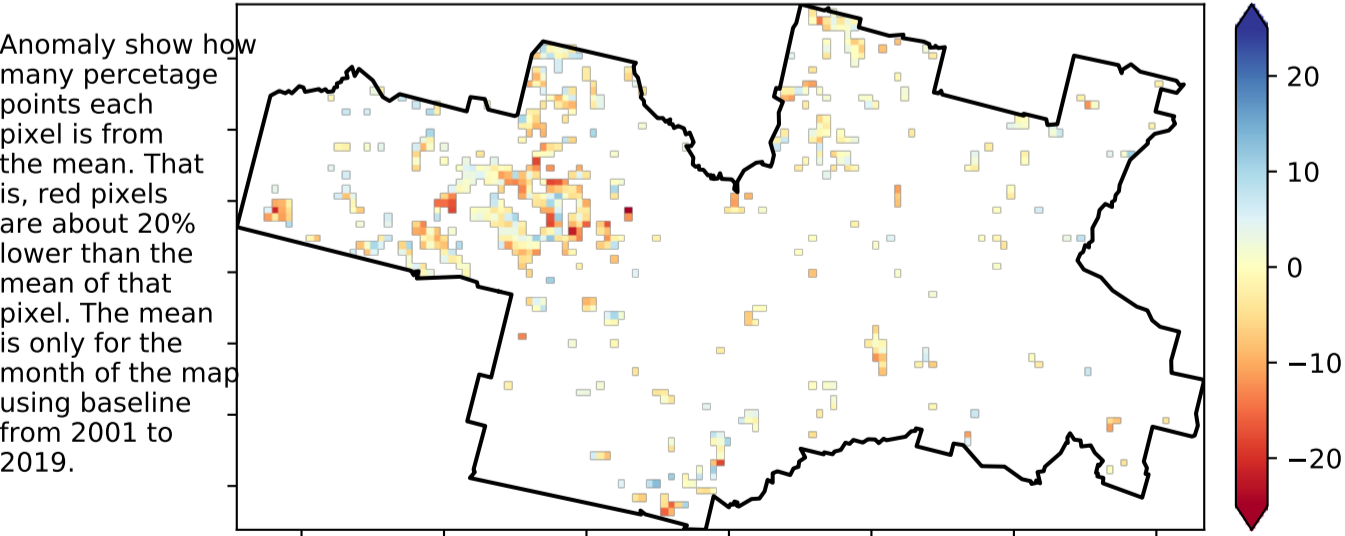 Anomaly show how
many percetage
points each
pixel is from
the mean. That
is, red pixels
are about 20%
lower than the
mean of that
pixel. The mean
is only for the
month of the map
using baseline
from 2001 to
2019.
20
10
0
−10
−20